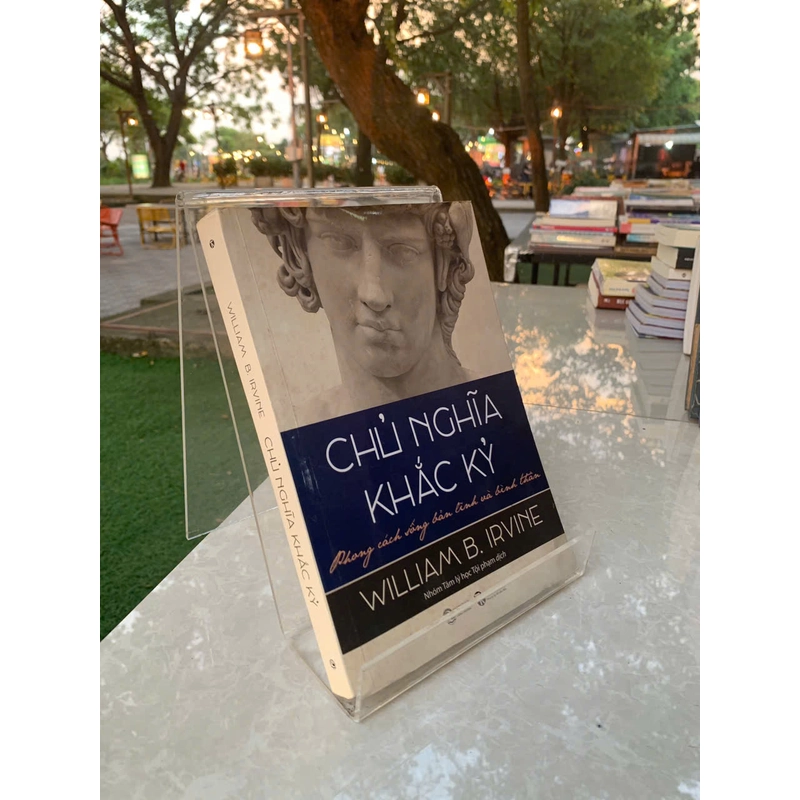 WILLIAM B. IRVINE CHỦ NGHĨA KHẮC KỶ
CHỦ NGHĨA
KHẮC KỶ
Phong cách sống bản lĩnh và bình thản
WILLIAM B. IRVINE
Nhóm Tâm lý học Tội phạm dịch